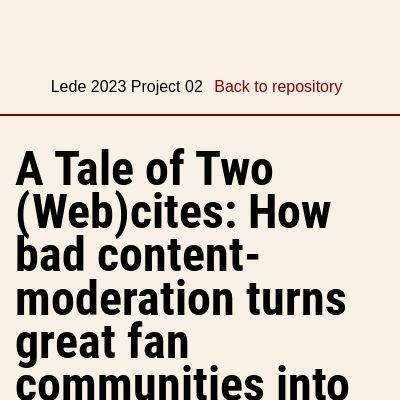 Lede 2023 Project 02 Back to repository
A Tale of Two
(Web)cites: How
bad content-
moderation turns
great fan
communities into